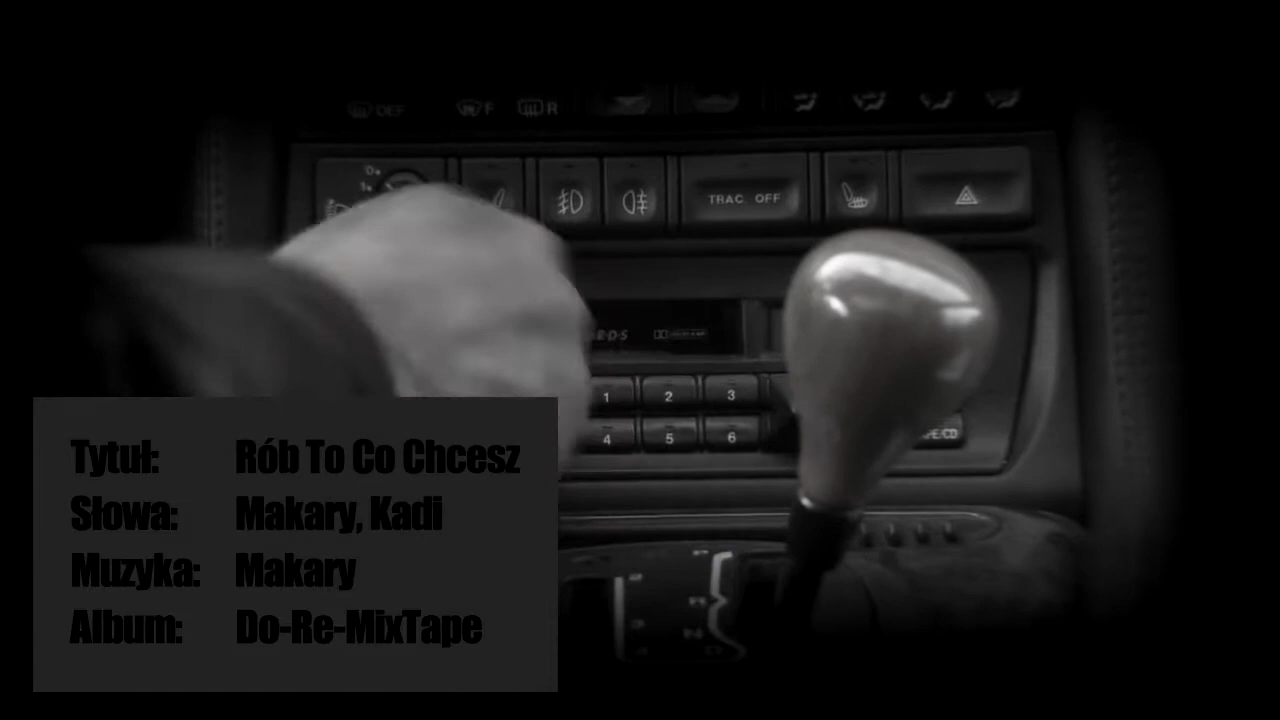 DEF F R
TRAC OFF
R·D·S
1 2 3
4 5 6
Tytuł: Rób To Co Chcesz
Słowa: Makary, Kadi
Muzyka: Makary
Album: Do-Re-MixTape